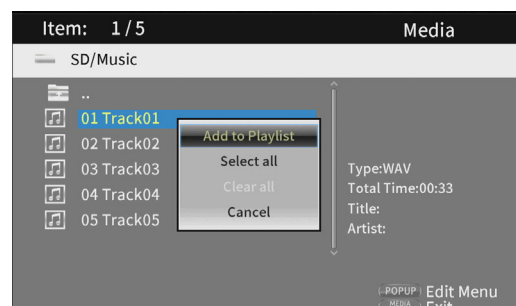 Item: 1/5
Media
SD/Music
..
01 Track01
02 Track02
03 Track03
04 Track04
05 Track05
Add to Playlist
Select all
Clear all
Cancel
Type:WAV
Total Time:00:33
Title:
Artist:
POPUP Edit Menu
MEDIA Exit